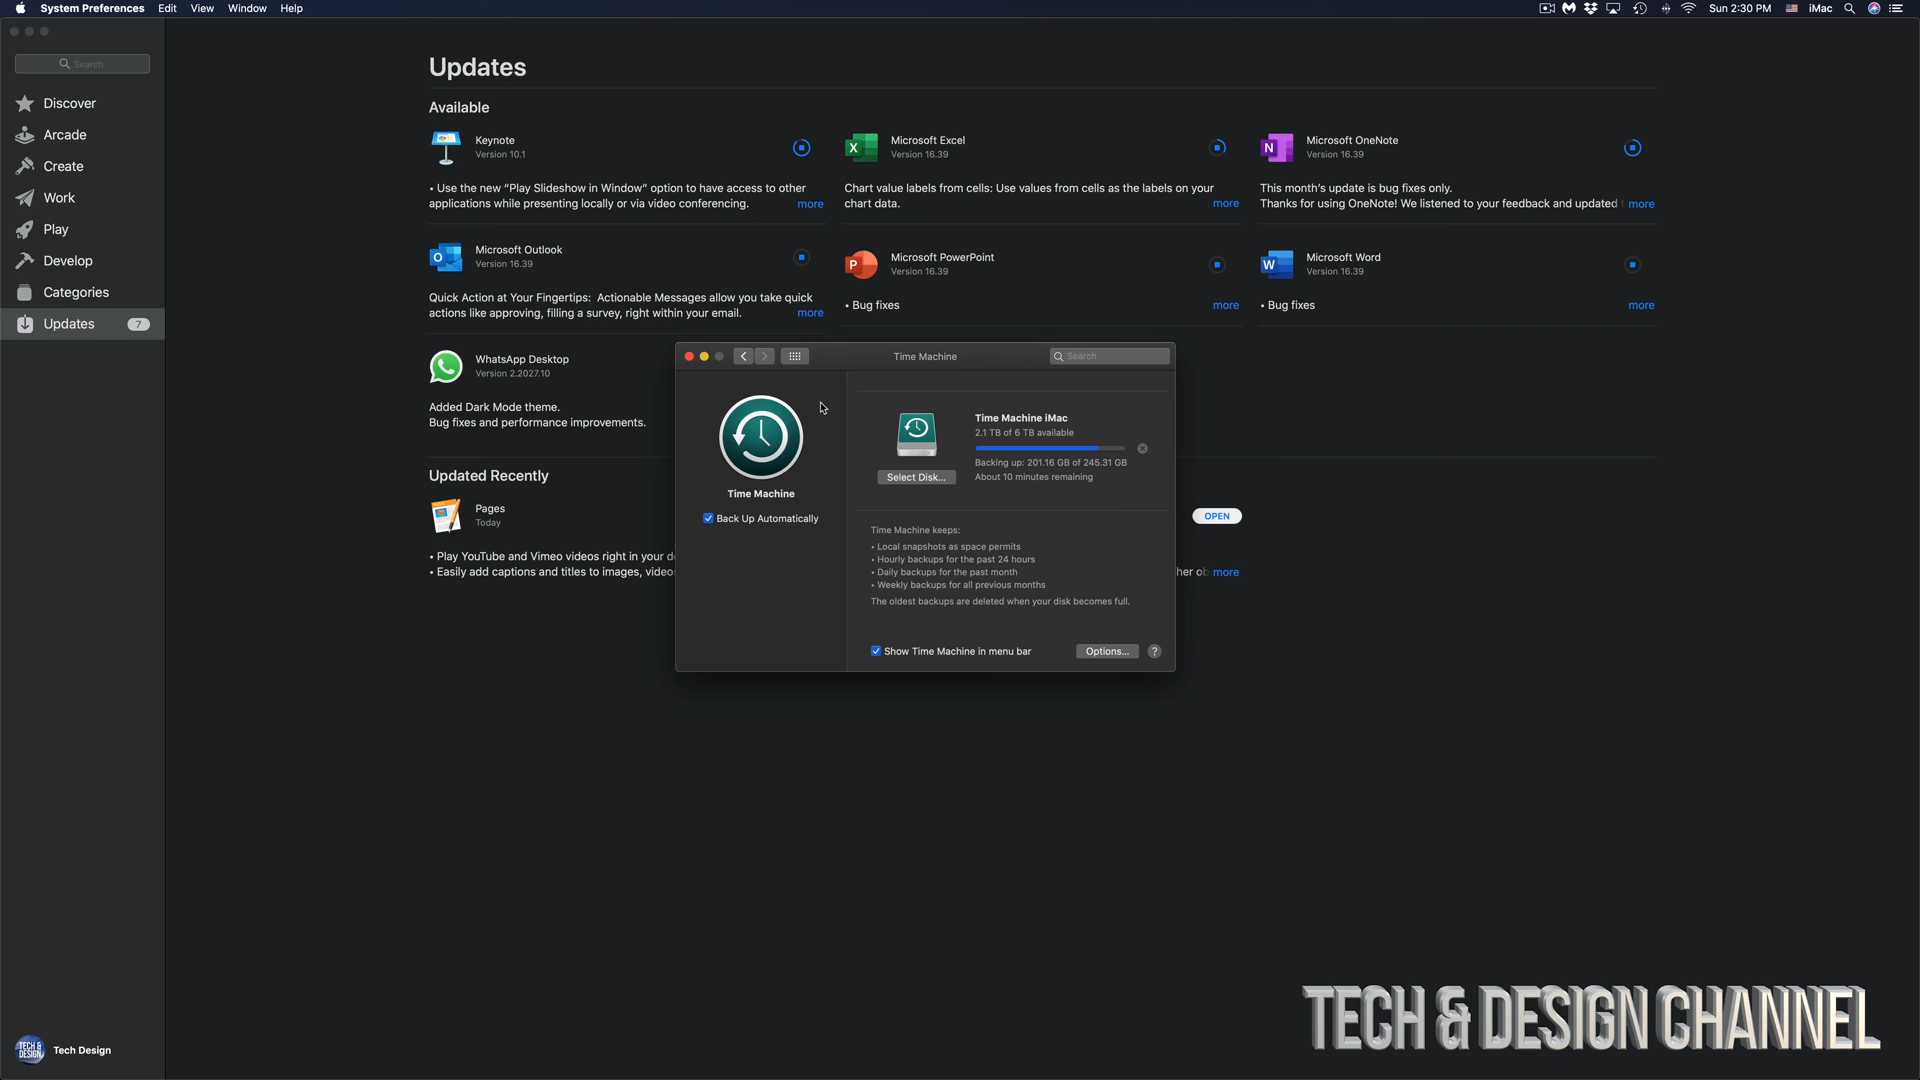 System Preferences Edit View Window Help
Sun 2:30 PM iMac
Search
Discover
Arcade
Create
Work
Play
Develop
Categories
Updates 7
Tech Design
Updates
Available
Keynote
Version 10.1
• Use the new “Play Slideshow in Window” option to have access to other
applications while presenting locally or via video conferencing. more
Microsoft Excel
Version 16.39
Chart value labels from cells: Use values from cells as the labels on your
chart data. more
Microsoft OneNote
Version 16.39
This month’s update is bug fixes only.
Thanks for using OneNote! We listened to your feedback and updated more
Microsoft Outlook
Version 16.39
Quick Action at Your Fingertips: Actionable Messages allow you take quick
actions like approving, filling a survey, right within your email. more
Microsoft PowerPoint
Version 16.39
• Bug fixes more
Microsoft Word
Version 16.39
• Bug fixes more
WhatsApp Desktop
Version 2.2027.10
Added Dark Mode theme.
Bug fixes and performance improvements.
Updated Recently
Pages
Today
OPEN
• Play YouTube and Vimeo videos right in your
• Easily add captions and titles to images,
more
Time Machine
Search
Time Machine
Back Up Automatically
Select Disk...
Time Machine iMac
2.1 TB of 6 TB available
Backing up: 201.16 GB of 245.31 GB
About 10 minutes remaining
Time Machine keeps:
• Local snapshots as space permits
• Hourly backups for the past 24 hours
• Daily backups for the past month
• Weekly backups for all previous months
The oldest backups are deleted when your disk becomes full.
Show Time Machine in menu bar
Options... ?
TECH & DESIGN
TECH & DESIGN CHANNEL